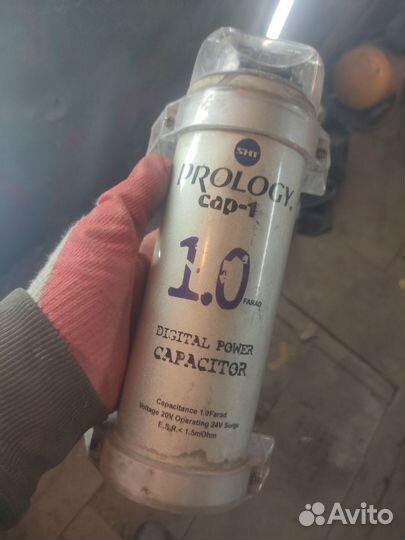 SHT
PROLOGY.
cap-1
1.0
FARAD
DIGITAL POWER
CAPACITOR
Capacitance 1.0Farad
Voltage 20V Operating 24V Surge
E.S.R.< 1.5mOhm
Avito